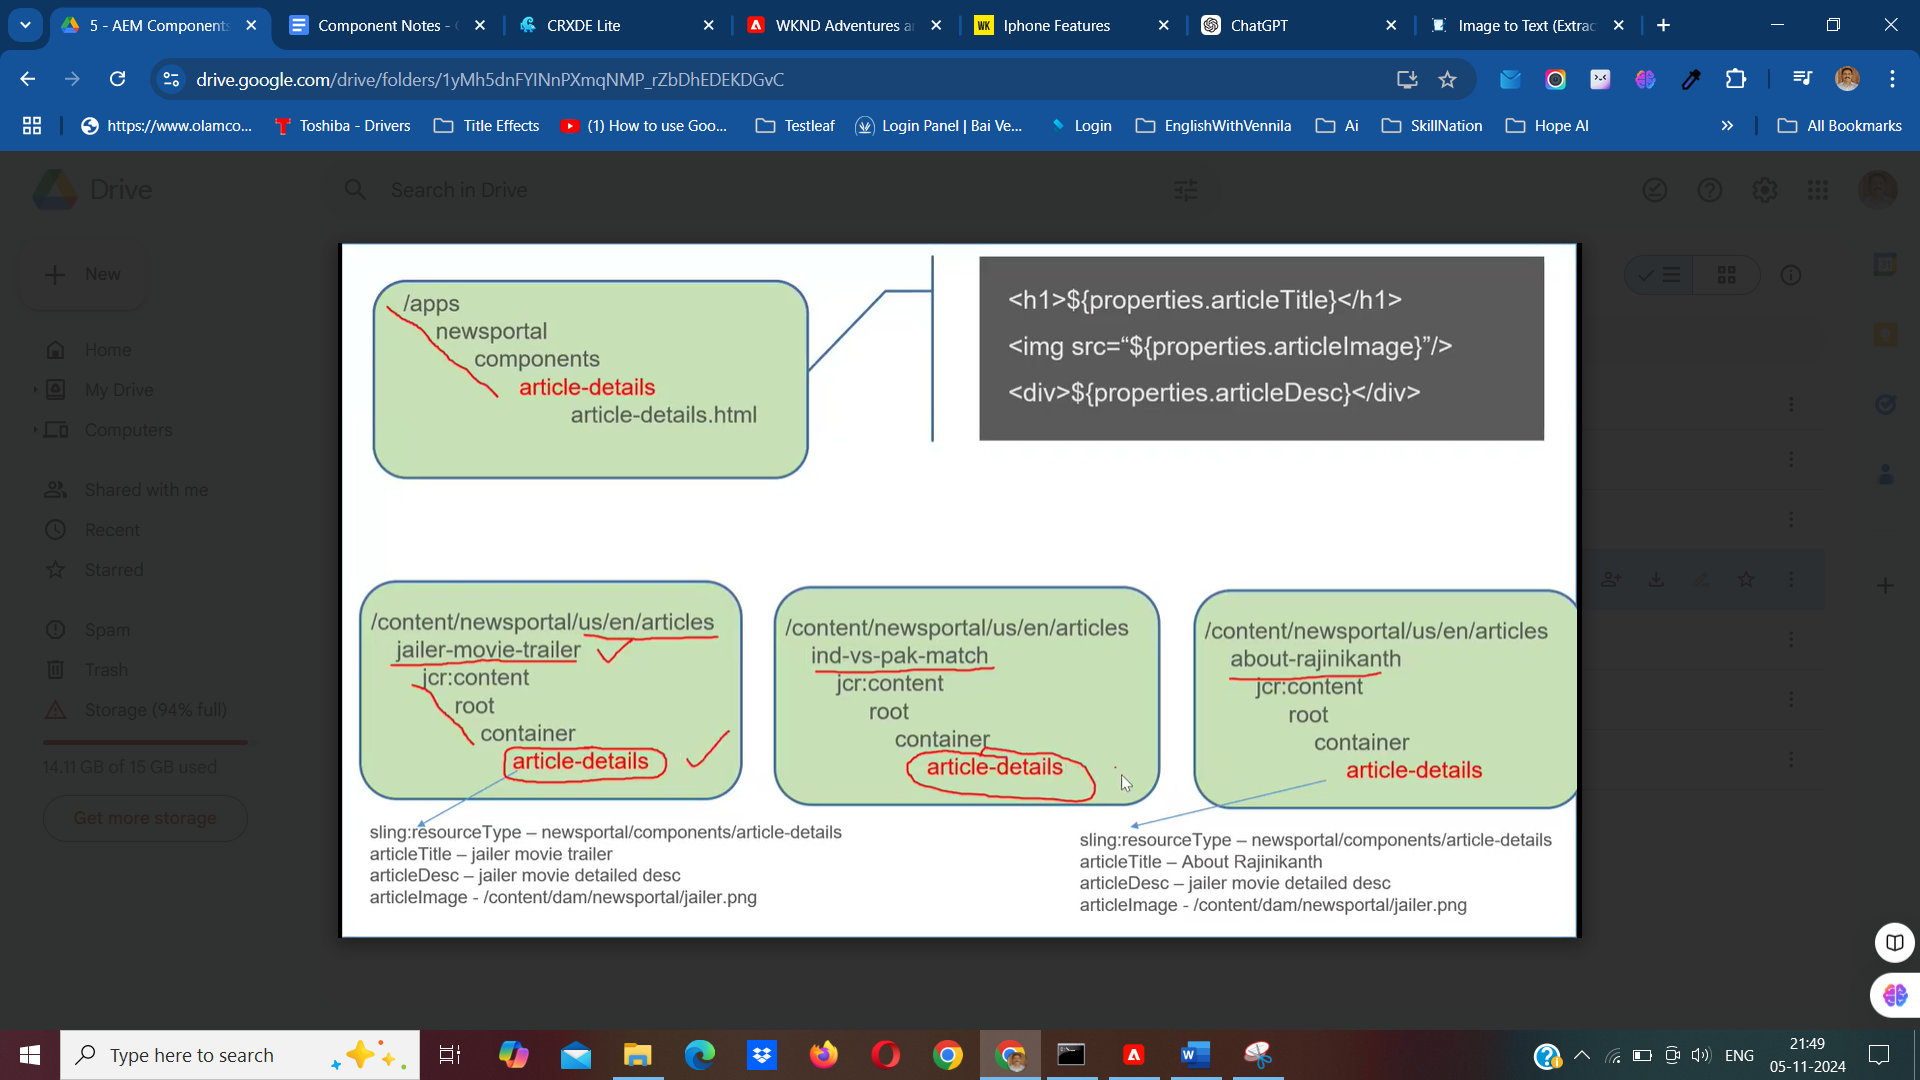 5 - AEM Components
Component Notes -
CRXDE Lite
WKND Adventures a
Iphone Features
ChatGPT
Image to Text (Extrac
drive.google.com/drive/folders/1yMh5dnFYINnPXmqNMP_rZbDhEDEKDGvC
https://www.olamco...
Toshiba - Drivers
Title Effects
(1) How to use Goo...
Testleaf
Login Panel | Bai Ve...
Login
EnglishWithVennila
Ai
SkillNation
Hope AI
All Bookmarks
Drive
Search in Drive
New
Home
My Drive
Computers
Shared with me
Recent
Starred
Spam
Trash
Storage (94% full)
14.11 GB of 15 GB used
Get more storage
/apps
newsportal
components
article-details
article-details.html
<h1>${properties.articleTitle}</h1>
<img src=“${properties.articleImage}”/>
<div>${properties.articleDesc}</div>
/content/newsportal/us/en/articles
jailer-movie-trailer
jcr:content
root
container
article-details
sling:resourceType – newsportal/components/article-details
articleTitle – jailer movie trailer
articleDesc – jailer movie detailed desc
articleImage - /content/dam/newsportal/jailer.png
/content/newsportal/us/en/articles
ind-vs-pak-match
jcr:content
root
container
article-details
/content/newsportal/us/en/articles
about-rajinikanth
jcr:content
root
container
article-details
sling:resourceType – newsportal/components/article-details
articleTitle – About Rajinikanth
articleDesc – jailer movie detailed desc
articleImage - /content/dam/newsportal/jailer.png
Type here to search
ENG
21:49
05-11-2024